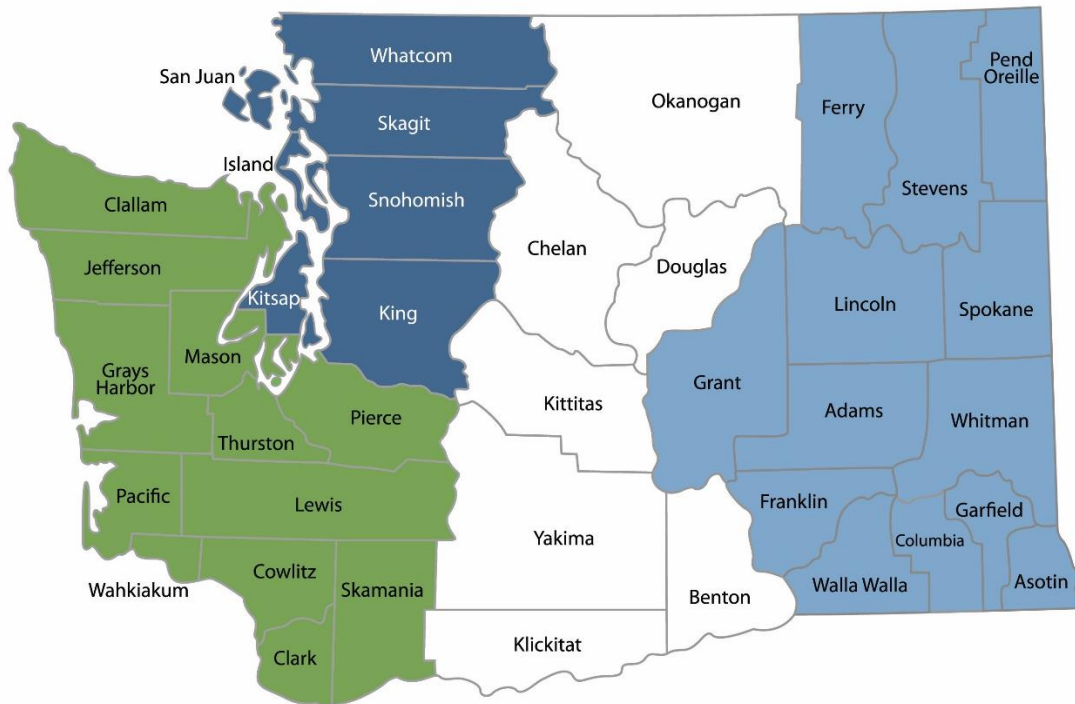 Whatcom
San Juan
Pend
Oreille
Okanogan
Ferry
Skagit
Island
Stevens
Clallam
Snohomish
Chelan
Jefferson
Douglas
Kitsap
Lincoln
Spokane
King
Mason
Grays
Harbor
Grant
Kittitas
Adams
Pierce
Whitman
Thurston
Pacific
Lewis
Franklin
Garfield
Yakima
Columbia
Wahkiakum
Cowlitz
Skamania
Walla Walla
Asotin
Benton
Klickitat
Clark